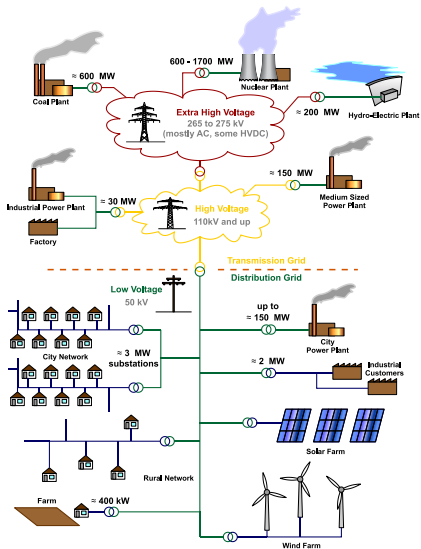 ≈ 600 MW
Coal Plant
600 - 1700 MW
Nuclear Plant
≈ 200 MW
Hydro-Electric Plant
Extra High Voltage
265 to 275 kV
(mostly AC, some HVDC)
Industrial Power Plant
≈ 30 MW
Factory
≈ 150 MW
Medium Sized
Power Plant
High Voltage
110kV and up
Transmission Grid
Distribution Grid
Low Voltage
50 kV
City Network
≈ 3 MW
substations
up to
≈ 150 MW
City
Power Plant
≈ 2 MW
Industrial
Customers
Solar Farm
Rural Network
Farm
≈ 400 kW
Wind Farm